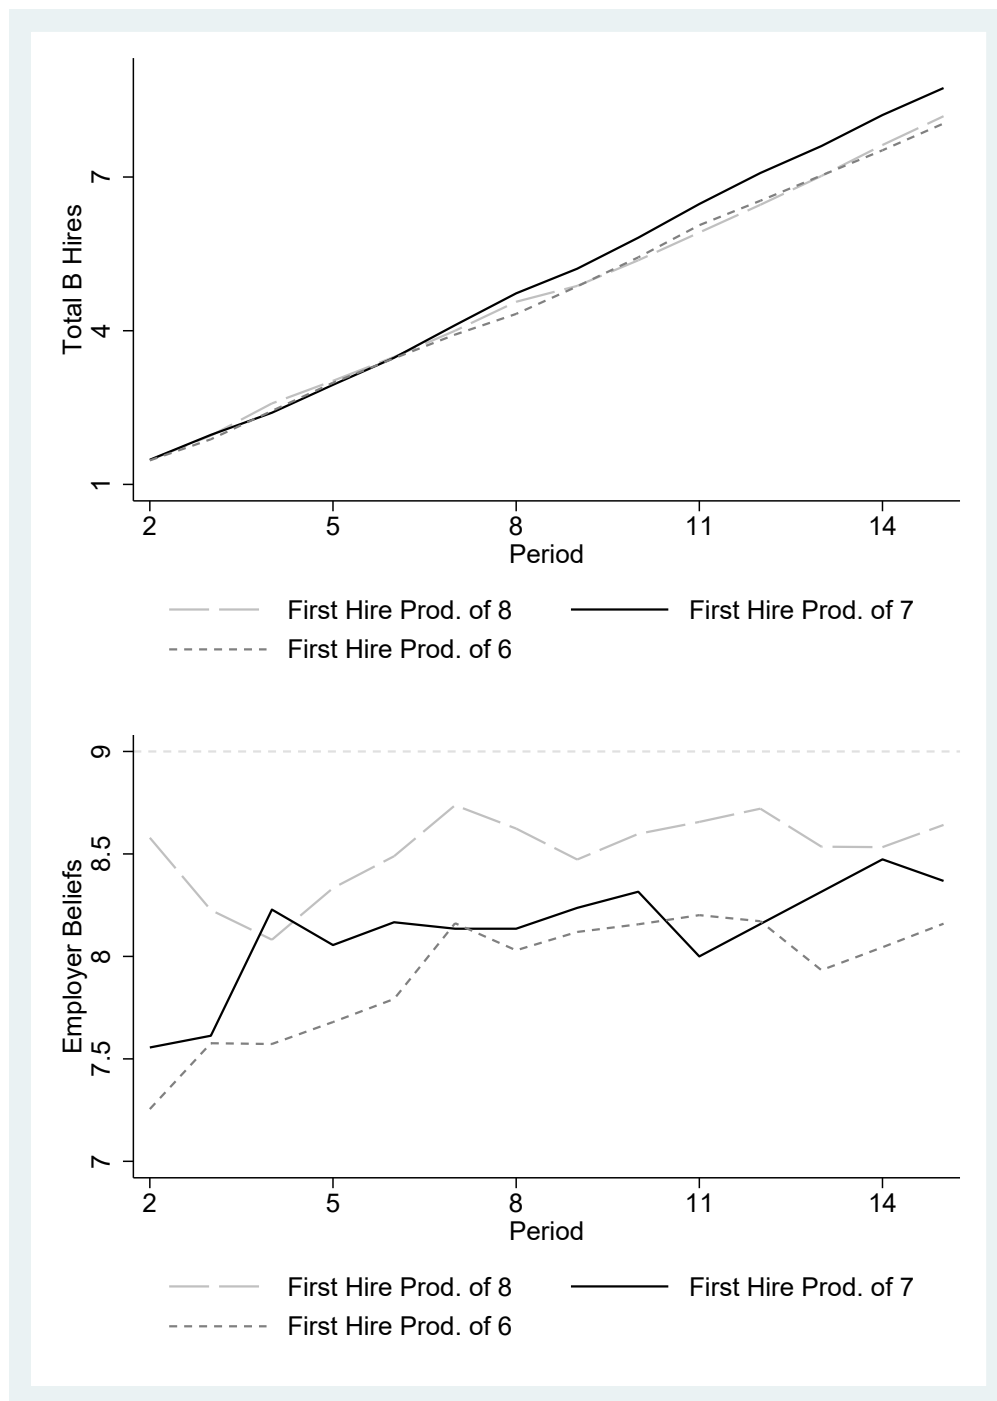 Total B Hires
7
4
1
2 5 8 11 14
Period
First Hire Prod. of 8 First Hire Prod. of 7
First Hire Prod. of 6
Employer Beliefs
9
8.5
8
7.5
7
2 5 8 11 14
Period
First Hire Prod. of 8 First Hire Prod. of 7
First Hire Prod. of 6